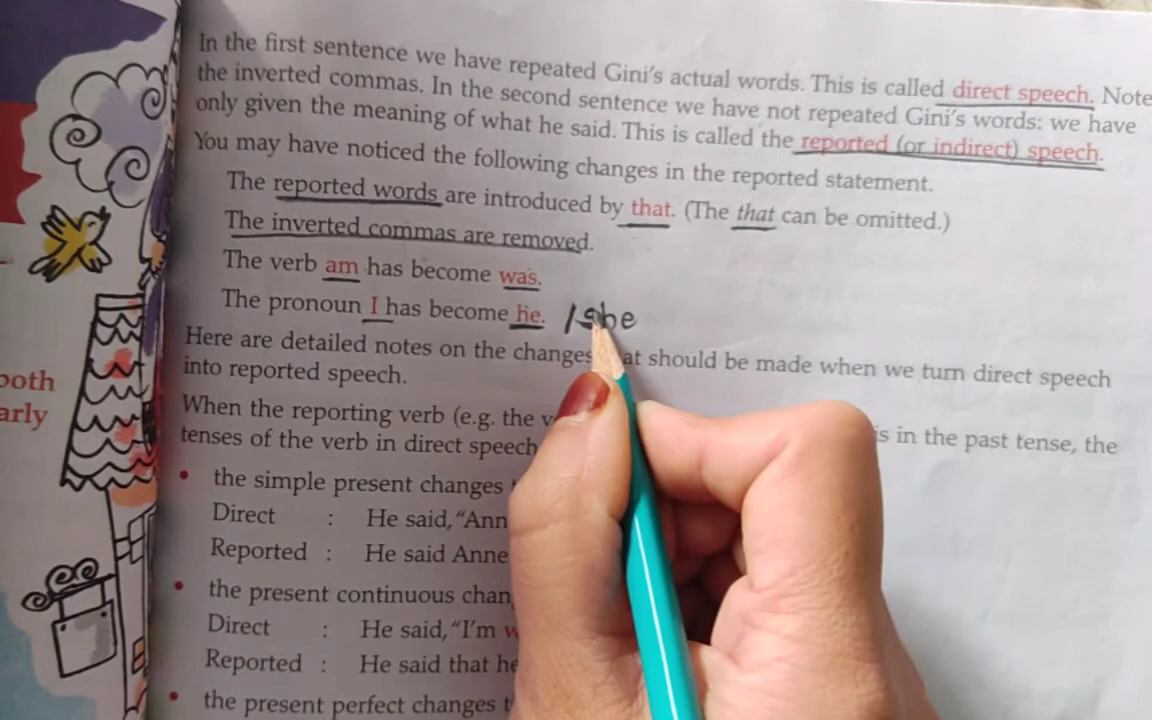 In the first sentence we have repeated Gini's actual words. This is called direct speech. Note
the inverted commas. In the second sentence we have not repeated Gini's words: we have
only given the meaning of what he said. This is called the reported (or indirect) speech.
You may have noticed the following changes in the reported statement.
The reported words are introduced by that. (The that can be omitted.)
The inverted commas are removed.
The verb am has become was.
The pronoun I has become he. / she
Here are detailed notes on the changes should be made when we turn direct speech
into reported speech.
When the reporting verb (e.g. the is in the past tense, the
tenses of the verb in direct speech
• the simple present changes
Direct : He said, “Ann
Reported : He said Anne
• the present continuous
Direct : He said, “I'm
Reported : He said that he
• the present perfect changes
both
arly